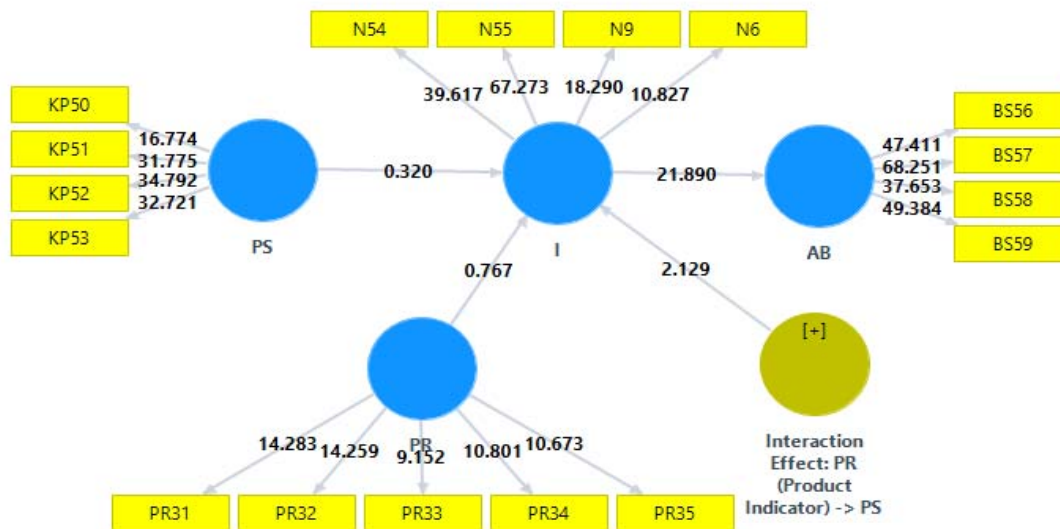 N54
N55
N9
N6
39.617
67.273
18.290
10.827
KP50
KP51
KP52
KP53
16.774
31.775
34.792
32.721
PS
0.320
I
21.890
AB
BS56
BS57
BS58
BS59
47.411
68.251
37.653
49.384
0.767
2.129
PR
[+]
Interaction
Effect: PR
(Product
Indicator) -> PS
14.283
14.259
9.152
10.801
10.673
PR31
PR32
PR33
PR34
PR35